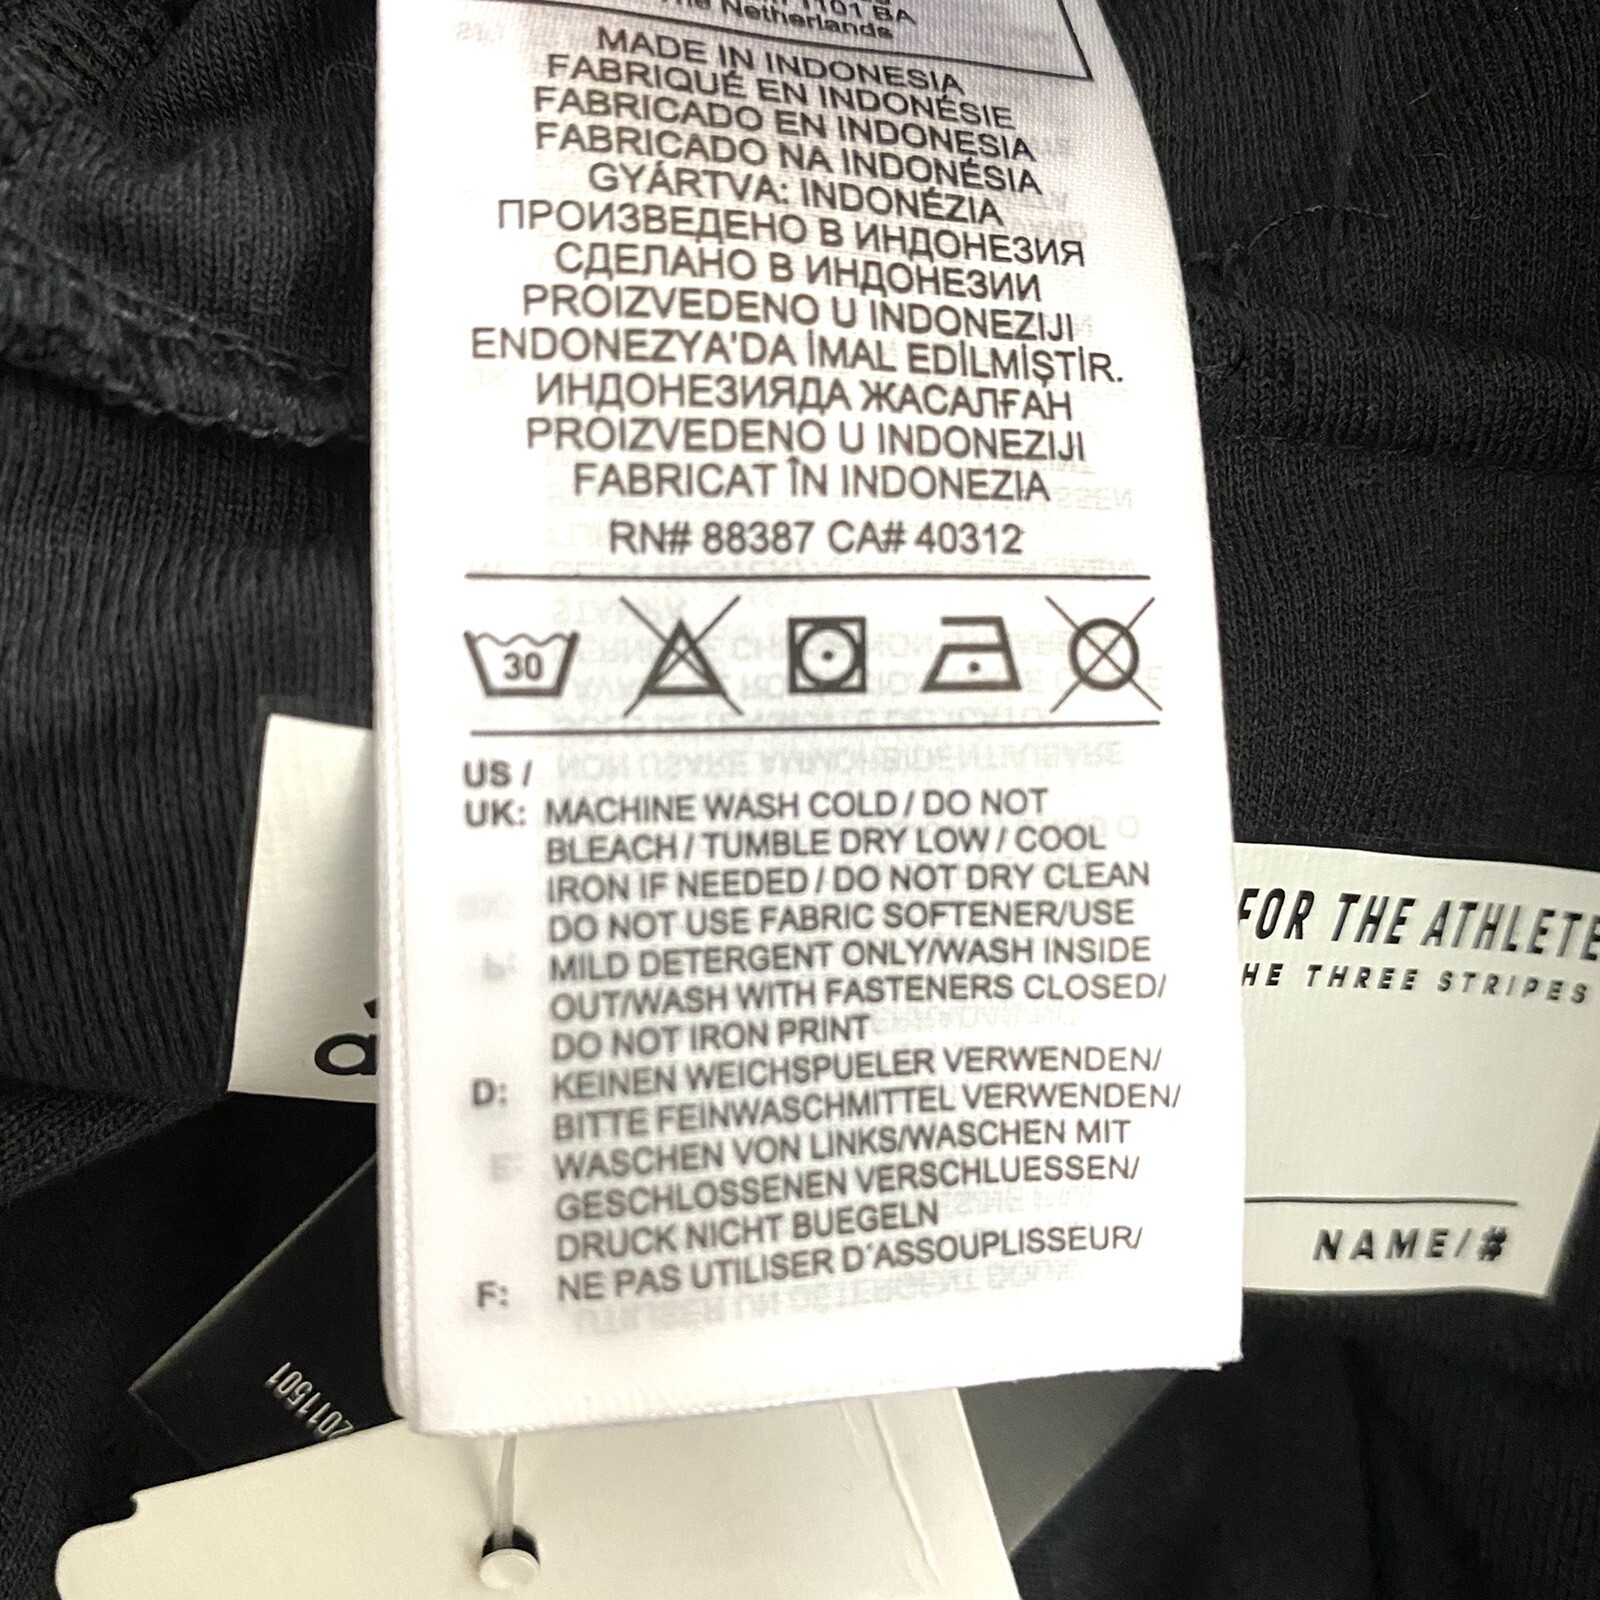 1101 BA
The Netherlands
MADE IN INDONESIA
FABRIQUÉ EN INDONÉSIE
FABRICADO EN INDONESIA
FABRICADO NA INDONÉSIA
GYÁRTVA: INDONÉZIA
ПРОИЗВЕДЕНО В ИНДОНЕЗИЯ
СДЕЛАНО В ИНДОНЕЗИИ
PROIZVEDENO U INDONEZIJI
ENDONEZYA'DA İMAL EDİLMİŞTİR.
ИНДОНЕЗИЯДА ЖАСАЛҒАН
PROIZVEDENO U INDONEZIJI
FABRICAT ÎN INDONEZIA
RN# 88387 CA# 40312
30
US /
UK: MACHINE WASH COLD / DO NOT
BLEACH / TUMBLE DRY LOW / COOL
IRON IF NEEDED / DO NOT DRY CLEAN
DO NOT USE FABRIC SOFTENER/USE
MILD DETERGENT ONLY/WASH INSIDE
OUT/WASH WITH FASTENERS CLOSED/
DO NOT IRON PRINT
D: KEINEN WEICHSPUELER VERWENDEN/
BITTE FEINWASCHMITTEL VERWENDEN/
WASCHEN VON LINKS/WASCHEN MIT
GESCHLOSSENEN VERSCHLUESSEN/
DRUCK NICHT BUEGELN
F: NE PAS UTILISER D'ASSOUPLISSEUR/
FOR THE ATHLETE
HE THREE STRIPES
NAME/#
2011501